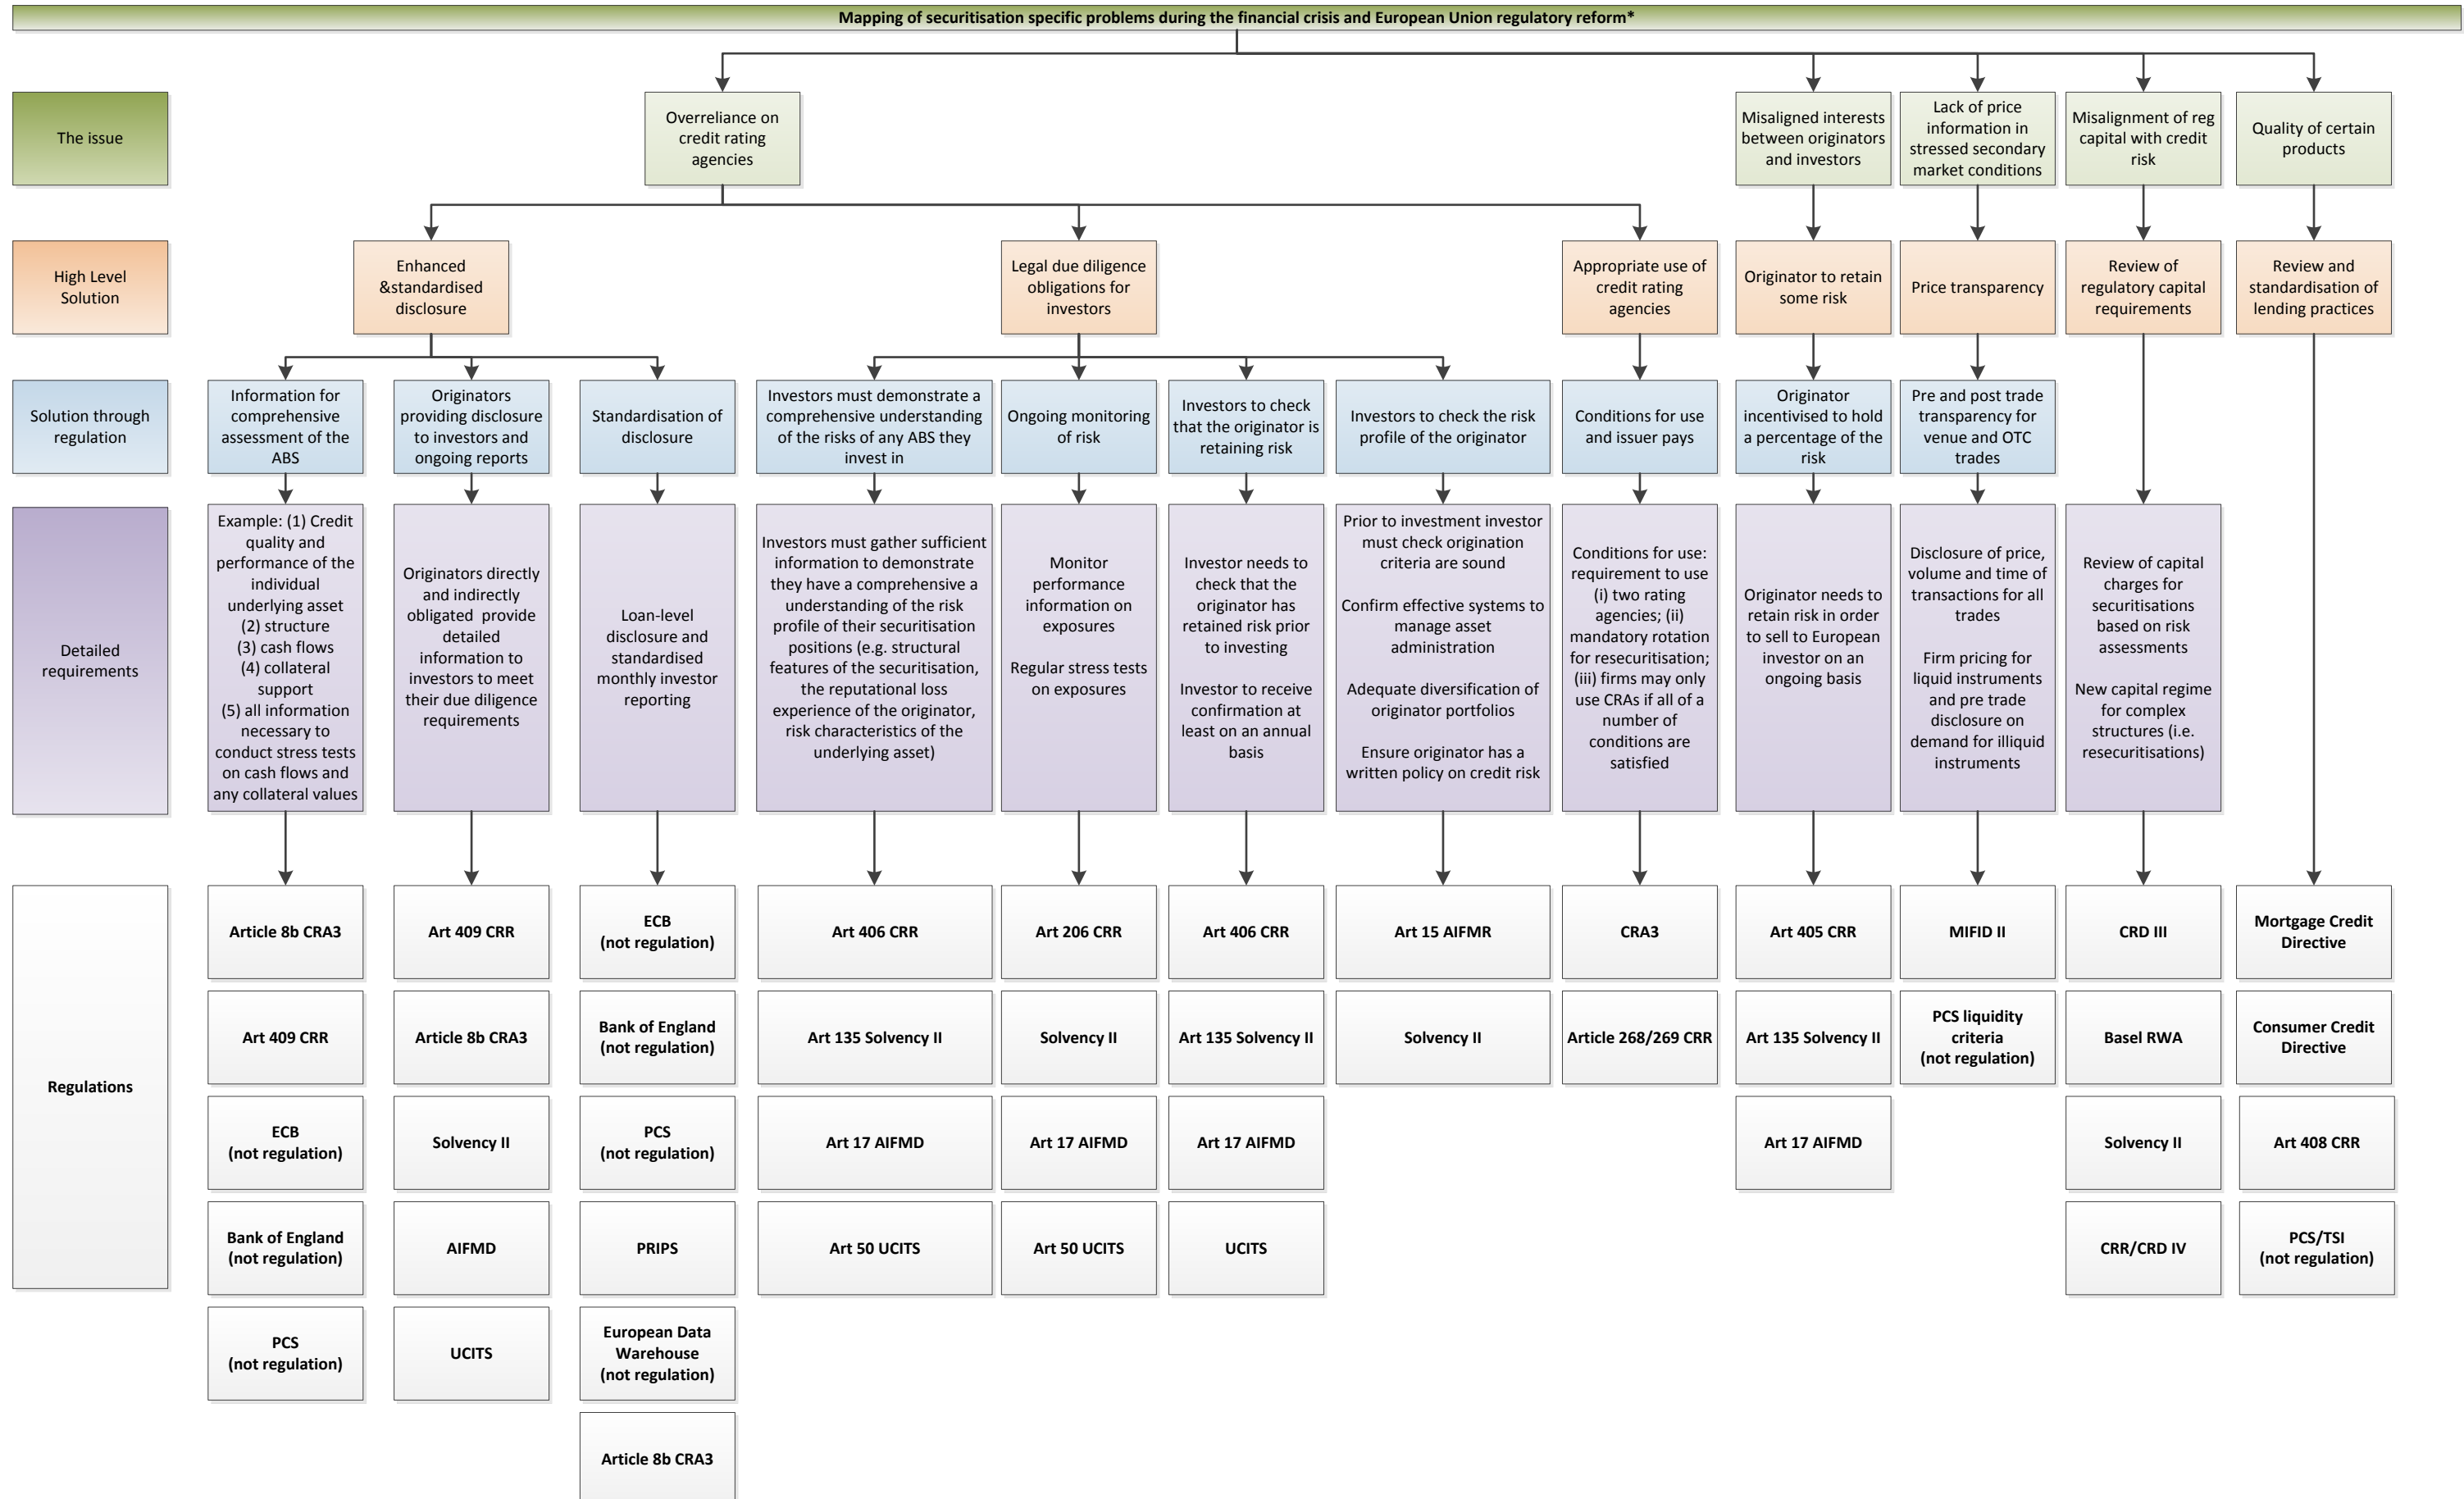 Mapping of securitisation specific problems during the financial crisis and European Union regulatory reform*
The issue
Overreliance on
credit rating
agencies
Misaligned interests
between originators
and investors
Lack of price
information in
stressed secondary
market conditions
Misalignment of reg
capital with credit
risk
Quality of certain
products
High Level
Solution
Enhanced
&standardised
disclosure
Legal due diligence
obligations for
investors
Appropriate use of
credit rating
agencies
Originator to retain
some risk
Price transparency
Review of
regulatory capital
requirements
Review and
standardisation of
lending practices
Solution through
regulation
Information for
comprehensive
assessment of the
ABS
Originators
providing disclosure
to investors and
ongoing reports
Standardisation of
disclosure
Investors must demonstrate a
comprehensive understanding
of the risks of any ABS they
invest in
Ongoing monitoring
of risk
Investors to check
that the originator is
retaining risk
Investors to check the risk
profile of the originator
Conditions for use
and issuer pays
Originator
incentivised to hold
a percentage of the
risk
Pre and post trade
transparency for
venue and OTC
trades
Detailed
requirements
Example: (1) Credit
quality and
performance of the
individual
underlying asset
(2) structure
(3) cash flows
(4) collateral
support
(5) all information
necessary to
conduct stress tests
on cash flows and
any collateral values
Originators directly
and indirectly
obligated provide
detailed
information to
investors to meet
their due diligence
requirements
Loan-level
disclosure and
standardised
monthly investor
reporting
Investors must gather sufficient
information to demonstrate
they have a comprehensive a
understanding of the risk
profile of their securitisation
positions (e.g. structural
features of the securitisation,
the reputational loss
experience of the originator,
risk characteristics of the
underlying asset)
Monitor
performance
information on
exposures
Regular stress tests
on exposures
Investor needs to
check that the
originator has
retained risk prior
to investing
Investor to receive
confirmation at
least on an annual
basis
Prior to investment investor
must check origination
criteria are sound
Confirm effective systems to
manage asset
administration
Adequate diversification of
originator portfolios
Ensure originator has a
written policy on credit risk
Conditions for use:
requirement to use
(i) two rating
agencies; (ii)
mandatory rotation
for resecuritisation;
(iii) firms may only
use CRAs if all of a
number of
conditions are
satisfied
Originator needs to
retain risk in order
to sell to European
investor on an
ongoing basis
Disclosure of price,
volume and time of
transactions for all
trades
Firm pricing for
liquid instruments
and pre trade
disclosure on
demand for illiquid
instruments
Review of capital
charges for
securitisations
based on risk
assessments
New capital regime
for complex
structures (i.e.
resecuritisations)
Regulations
Article 8b CRA3
Art 409 CRR
ECB
(not regulation)
Art 406 CRR
Art 206 CRR
Art 406 CRR
Art 15 AIFMR
CRA3
Art 405 CRR
MIFID II
CRD III
Mortgage Credit
Directive
Art 409 CRR
Article 8b CRA3
Bank of England
(not regulation)
Art 135 Solvency II
Solvency II
Art 135 Solvency II
Solvency II
Article 268/269 CRR
Art 135 Solvency II
PCS liquidity
criteria
(not regulation)
Basel RWA
Consumer Credit
Directive
ECB
(not regulation)
Solvency II
PCS
(not regulation)
Art 17 AIFMD
Art 17 AIFMD
Art 17 AIFMD
Art 17 AIFMD
Solvency II
Art 408 CRR
Bank of England
(not regulation)
AIFMD
PRIPS
Art 50 UCITS
Art 50 UCITS
UCITS
CRR/CRD IV
PCS/TSI
(not regulation)
PCS
(not regulation)
UCITS
European Data
Warehouse
(not regulation)
Article 8b CRA3